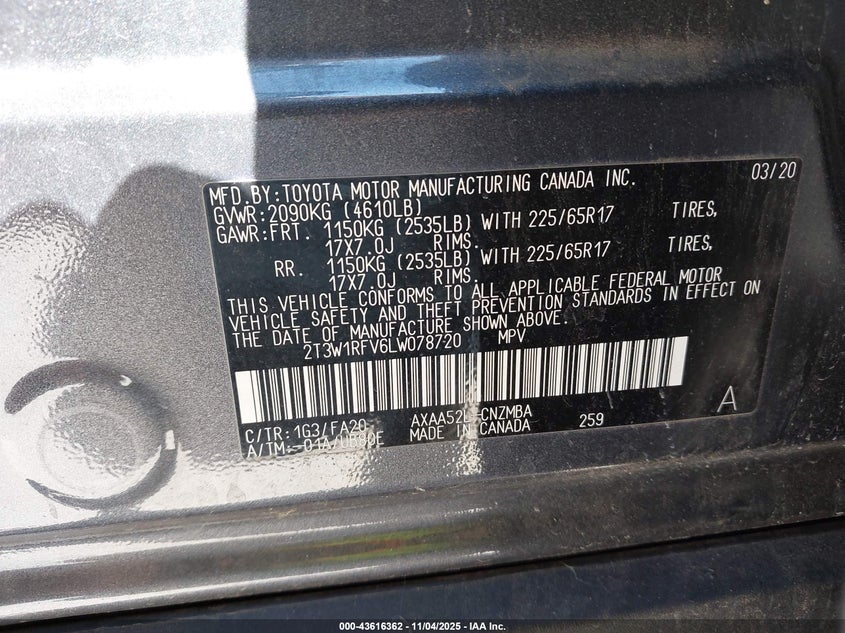 03/20
MFD.BY:TOYOTA MOTOR MANUFACTURING CANADA INC.
GVWR:2090KG (4610LB)
GAWR:FRT. 1150KG (2535LB) WITH 225/65R17 TIRES,
17X7.0J RIMS.
RR. 1150KG (2535LB) WITH 225/65R17 TIRES,
17X7.0J RIMS.
THIS VEHICLE CONFORMS TO ALL APPLICABLE FEDERAL MOTOR
VEHICLE SAFETY AND THEFT PREVENTION STANDARDS IN EFFECT ON
THE DATE OF MANUFACTURE SHOWN ABOVE.
2T3W1RFV6LW078720 MPV
C/TR:1G3/FA20 AXAA52L-CNZMBA 259 A
A/TM:-01A/UB80E MADE IN CANADA
000-43616362 - 11/04/2025 - IAA Inc.